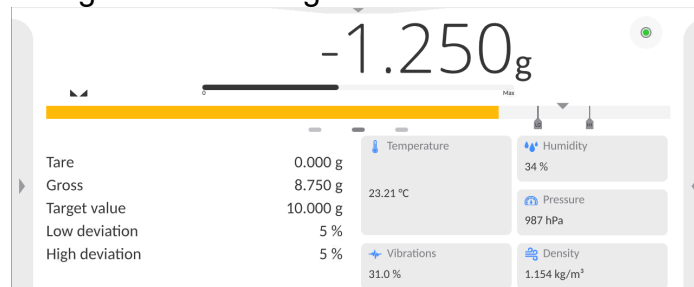 -1.250g
0 Max
Tare 0.000 g
Gross 8.750 g
Target value 10.000 g
Low deviation 5 %
High deviation 5 %
Temperature
23.21 °C
Humidity
34 %
Pressure
987 hPa
Vibrations
31.0 %
Density
1.154 kg/m³